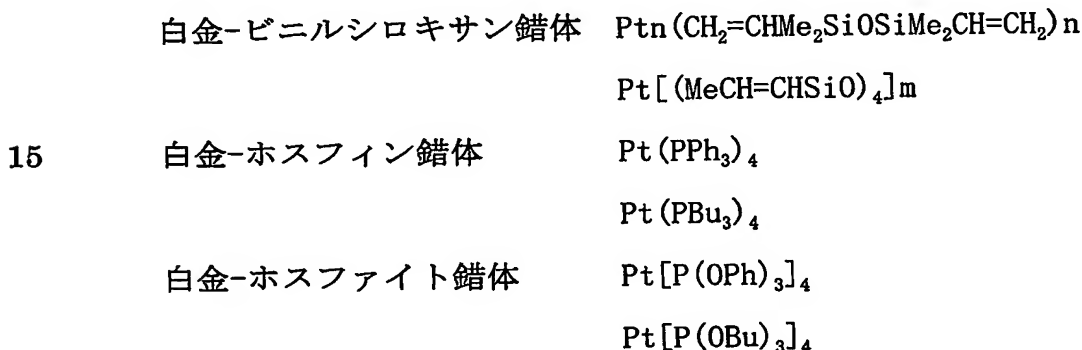 白金-ビニルシロキサン錯体 Ptn(CH₂=CHMe₂SiOSiMe₂CH=CH₂)n
Pt[(MeCH=CHSiO)₄]m
15 白金-ホスフィン錯体 Pt(PPh₃)₄
Pt(PBu₃)₄
白金-ホスファイト錯体 Pt[P(OPh)₃]₄
Pt[P(OBu)₃]₄